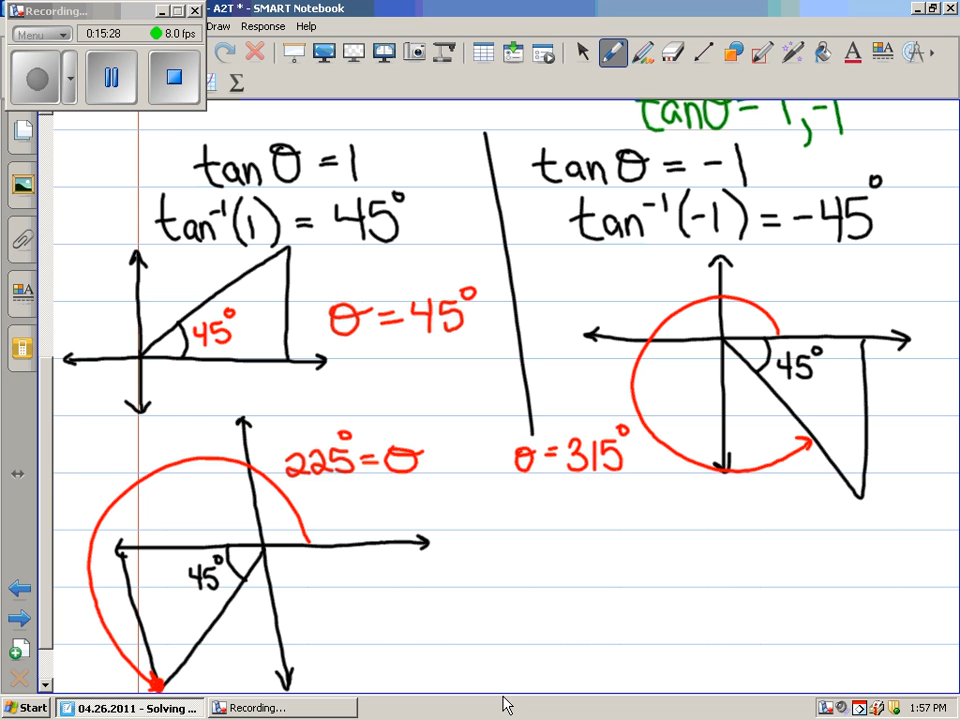 Recording...
- A2T * - SMART Notebook
Menu
0:15:28
8.0 fps
Draw Response Help
tanθ = 1, -1
tan θ = 1
tan⁻¹(1) = 45°
45°
θ = 45°
tan θ = -1
tan⁻¹(-1) = -45°
45°
225° = θ
θ = 315°
45°
Start
04.26.2011 - Solving ...
Recording...
1:57 PM